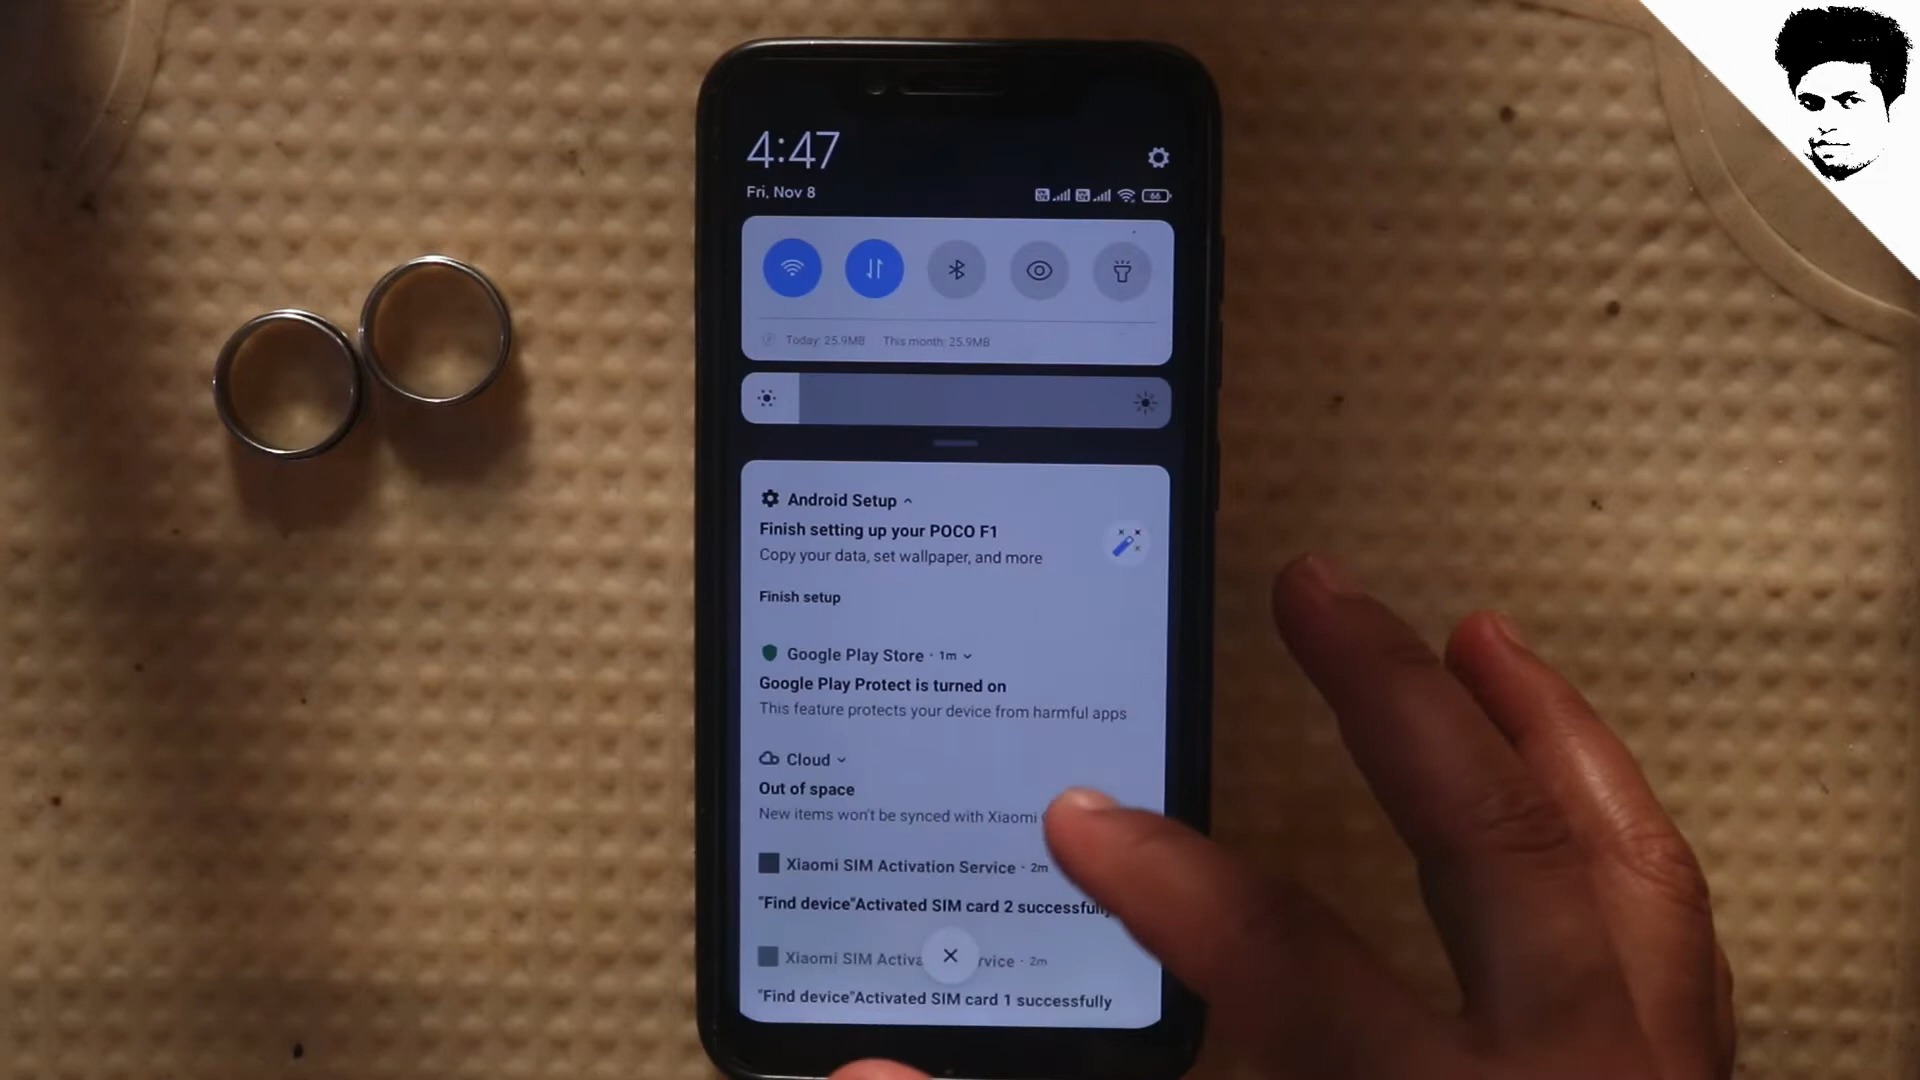 4:47
Fri, Nov 8
66
Today: 25.9MB This month: 25.9MB
Android Setup
Finish setting up your POCO F1
Copy your data, set wallpaper, and more
Finish setup
Google Play Store · 1m
Google Play Protect is turned on
This feature protects your device from harmful apps
Cloud
Out of space
New items won't be synced with Xiaomi
Xiaomi SIM Activation Service · 2m
"Find device"Activated SIM card 2 successfully
Xiaomi SIM · 2m
"Find device"Activated SIM card 1 successfully